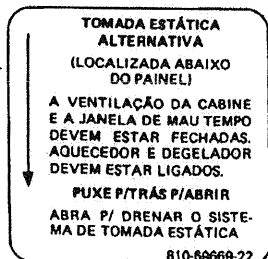 TOMADA ESTÁTICA
ALTERNATIVA
(LOCALIZADA ABAIXO
DO PAINEL)
A VENTILAÇÃO DA CABINE
E A JANELA DE MAU TEMPO
DEVEM ESTAR FECHADAS.
AQUECEDOR E DEGELADOR
DEVEM ESTAR LIGADOS.
PUXE P/TRÁS P/ABRIR
ABRA P/ DRENAR O SISTE-
MA DE TOMADA ESTÁTICA
810-69669-22